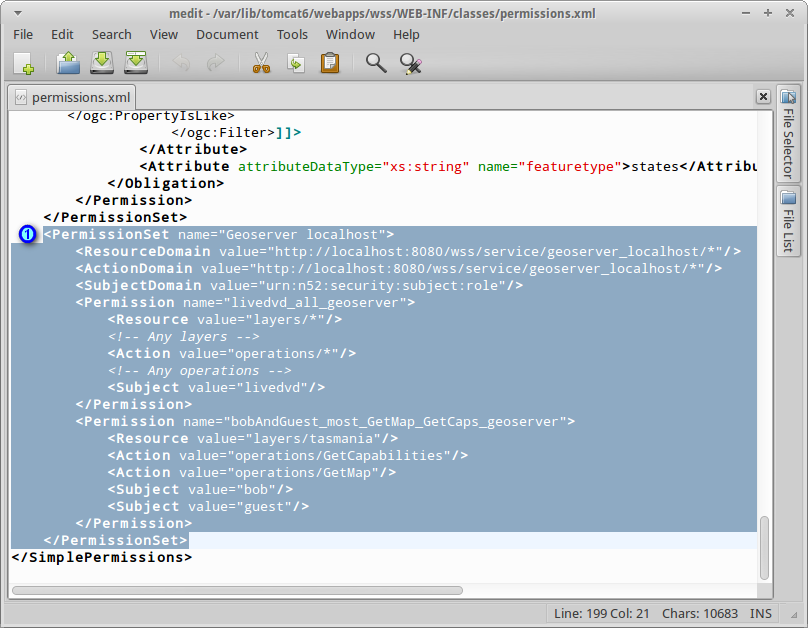 medit - /var/lib/tomcat6/webapps/wss/WEB-INF/classes/permissions.xml
File Edit Search View Document Tools Window Help
permissions.xml
</ogc:PropertyIsLike>
</ogc:Filter>]]>
</Attribute>
<Attribute attributeDataType="xs:string" name="featuretype">states</Attribu
</Obligation>
</Permission>
</PermissionSet>
1
<PermissionSet name="Geoserver localhost">
<ResourceDomain value="http://localhost:8080/wss/service/geoserver_localhost/*"/>
<ActionDomain value="http://localhost:8080/wss/service/geoserver_localhost/*"/>
<SubjectDomain value="urn:n52:security:subject:role"/>
<Permission name="livedvd_all_geoserver">
<Resource value="layers/*"/>
<!-- Any layers -->
<Action value="operations/*"/>
<!-- Any operations -->
<Subject value="livedvd"/>
</Permission>
<Permission name="bobAndGuest_most_GetMap_GetCaps_geoserver">
<Resource value="layers/tasmania"/>
<Action value="operations/GetCapabilities"/>
<Action value="operations/GetMap"/>
<Subject value="bob"/>
<Subject value="guest"/>
</Permission>
</PermissionSet>
</SimplePermissions>
File Selector
File List
Line: 199 Col: 21 Chars: 10683 INS